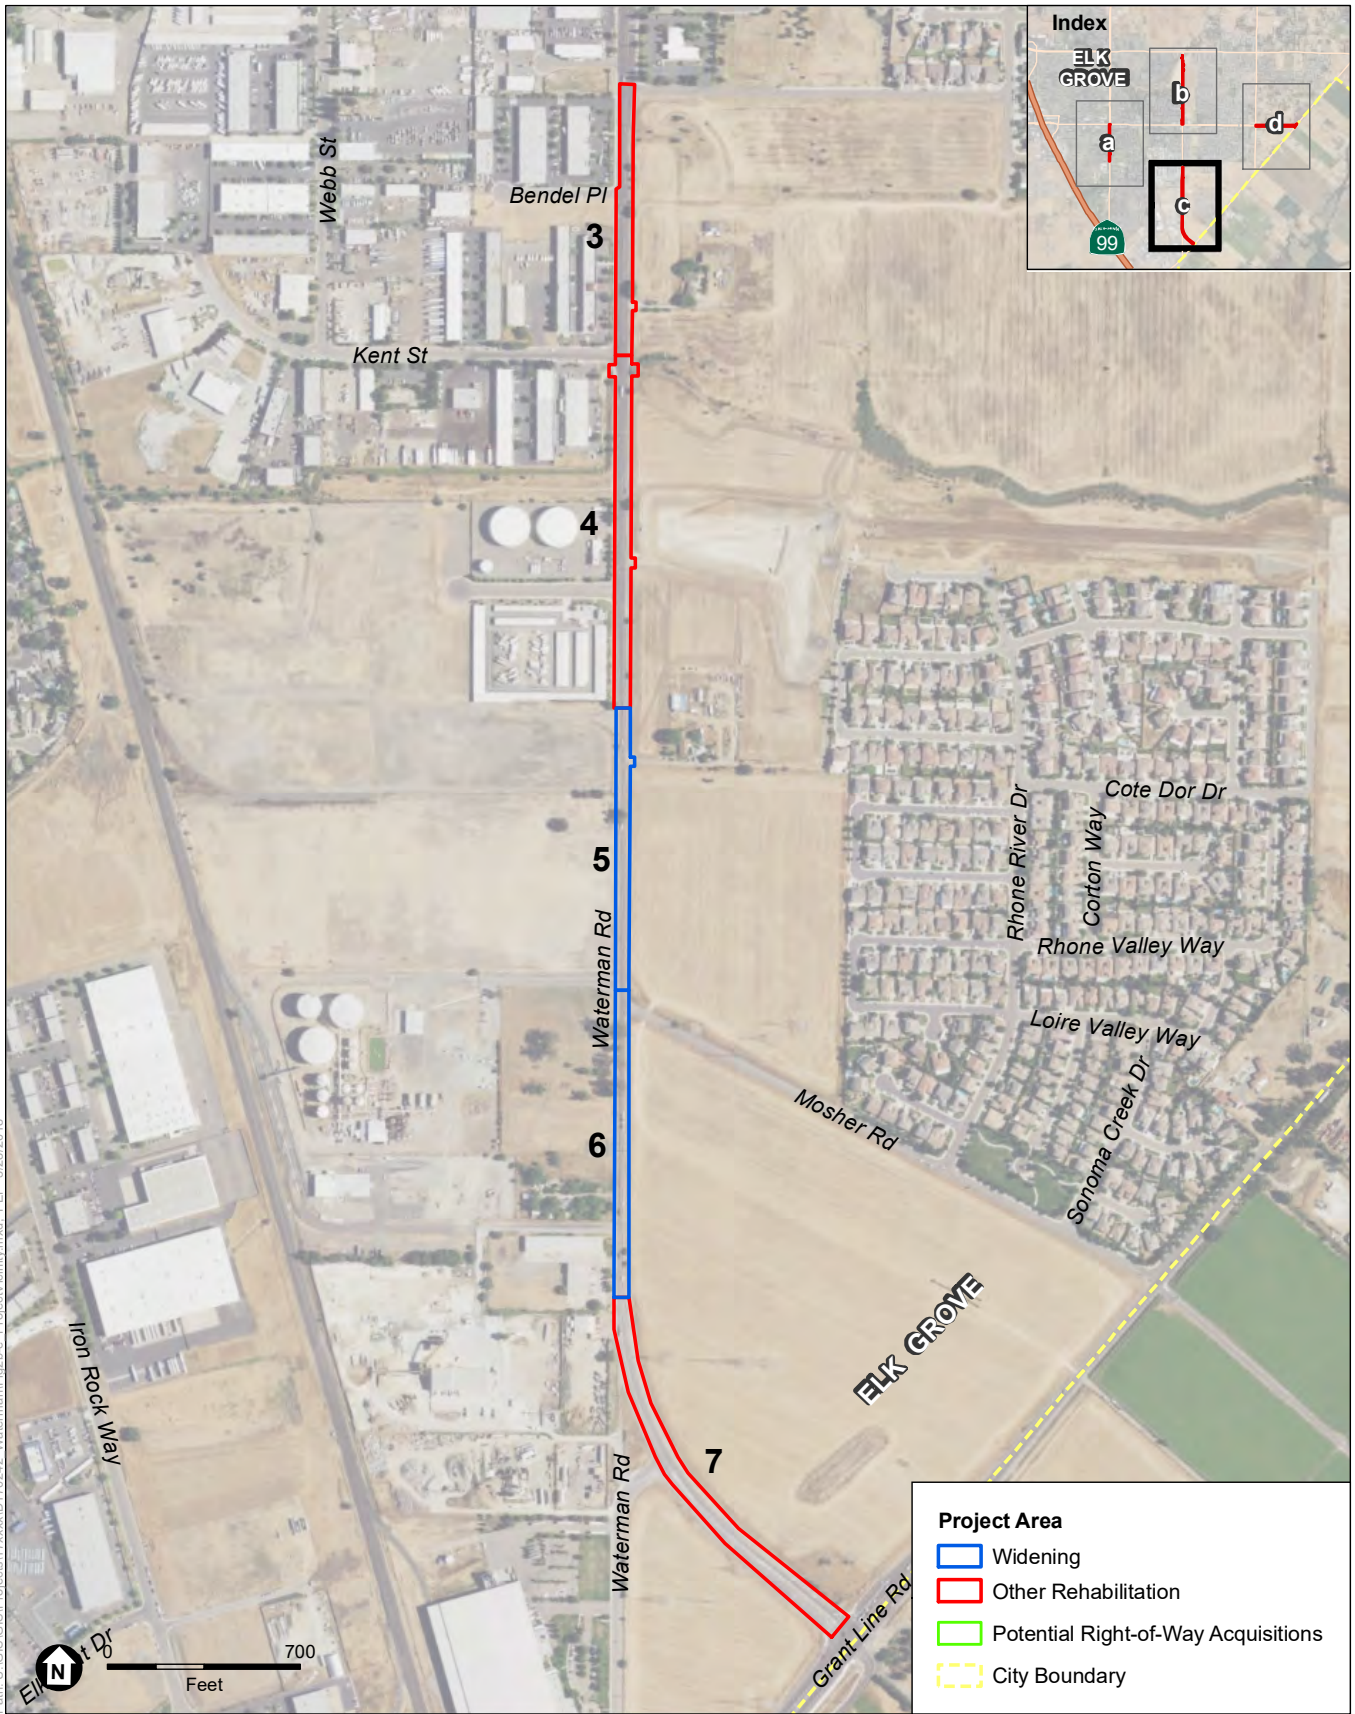 Index
ELK
GROVE
b
d
a
c
99
Webb St
Bendel Pl
3
Kent St
4
Cote Dor Dr
Rhone River Dr
Corton Way
5
Waterman Rd
Rhone Valley Way
Loire Valley Way
Mosher Rd
Sonoma Creek Dr
6
ELK GROVE
Iron Rock Way
7
Waterman Rd
Grant Line Rd
Project Area
Widening
Other Rehabilitation
Potential Right-of-Way Acquisitions
City Boundary
N
0 700
Feet